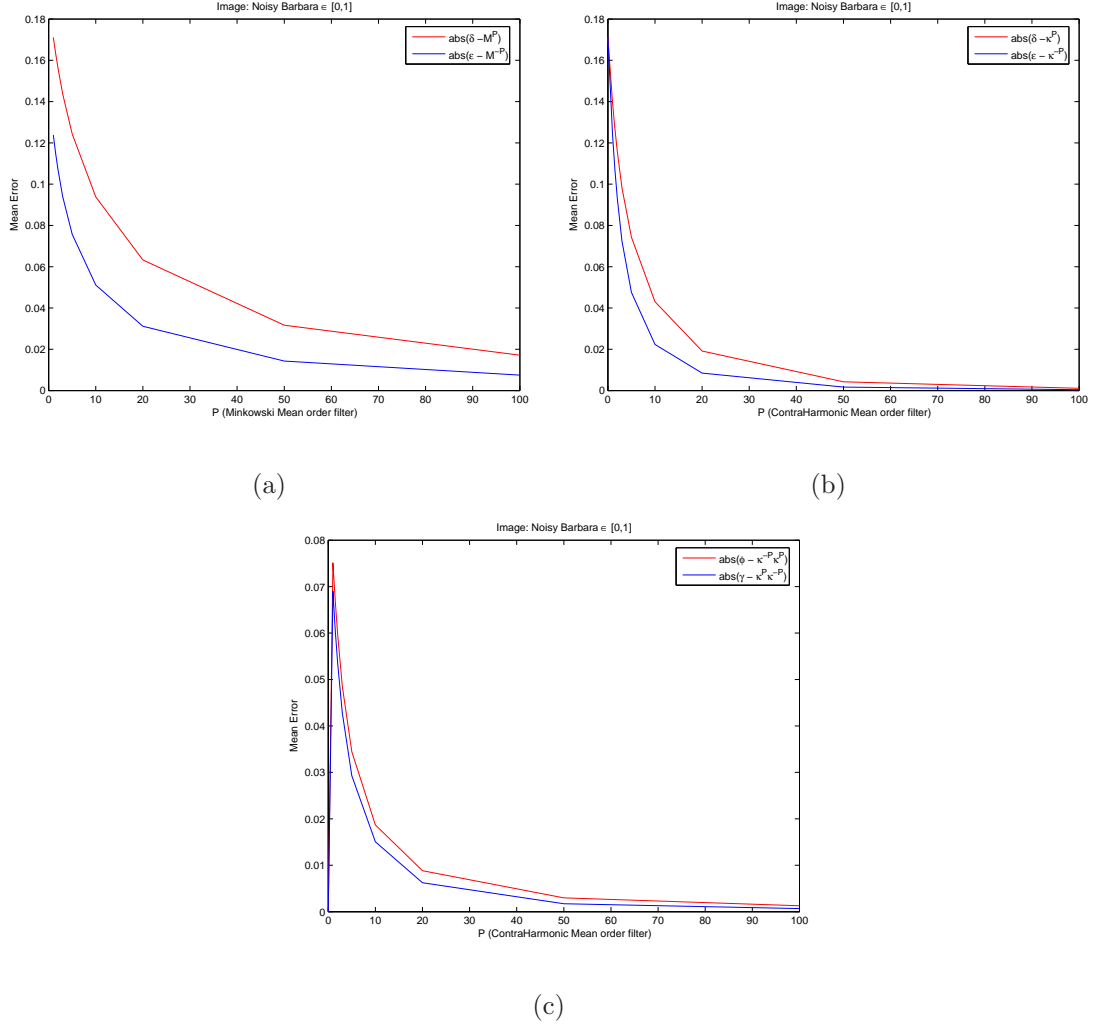 Image: Noisy Barbara ∈ [0,1]
0.18
0.16
0.14
0.12
0.1
0.08
0.06
0.04
0.02
0
Mean Error
abs(δ −M^P)
abs(ε − M^−P)
0 10 20 30 40 50 60 70 80 90 100
P (Minkowski Mean order filter)
(a)
Image: Noisy Barbara ∈ [0,1]
0.18
0.16
0.14
0.12
0.1
0.08
0.06
0.04
0.02
0
Mean Error
abs(δ −κ^P)
abs(ε − κ^−P)
0 10 20 30 40 50 60 70 80 90 100
P (ContraHarmonic Mean order filter)
(b)
Image: Noisy Barbara ∈ [0,1]
0.08
0.07
0.06
0.05
0.04
0.03
0.02
0.01
0
Mean Error
abs(φ − κ^−Pκ^P)
abs(γ − κ^Pκ^−P)
0 10 20 30 40 50 60 70 80 90 100
P (ContraHarmonic Mean order filter)
(c)